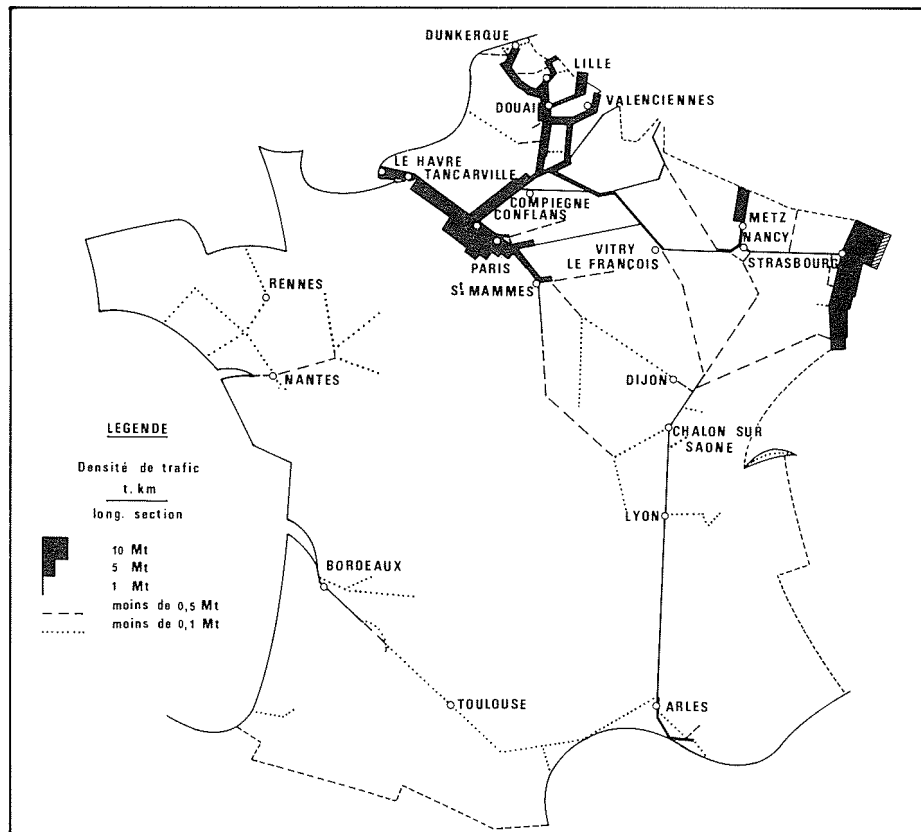 DUNKERQUE
LILLE
DOUAI
VALENCIENNES
LE HAVRE
TANCARVILLE
COMPIEGNE
CONFLANS
METZ
NANCY
PARIS
VITRY
LE FRANÇOIS
STRASBOURG
St MAMMES
RENNES
NANTES
DIJON
LEGENDE
CHALON SUR
SAONE
Densité de trafic
t. km
long. section
LYON
10 Mt
5 Mt
1 Mt
moins de 0,5 Mt
moins de 0,1 Mt
BORDEAUX
TOULOUSE
ARLES